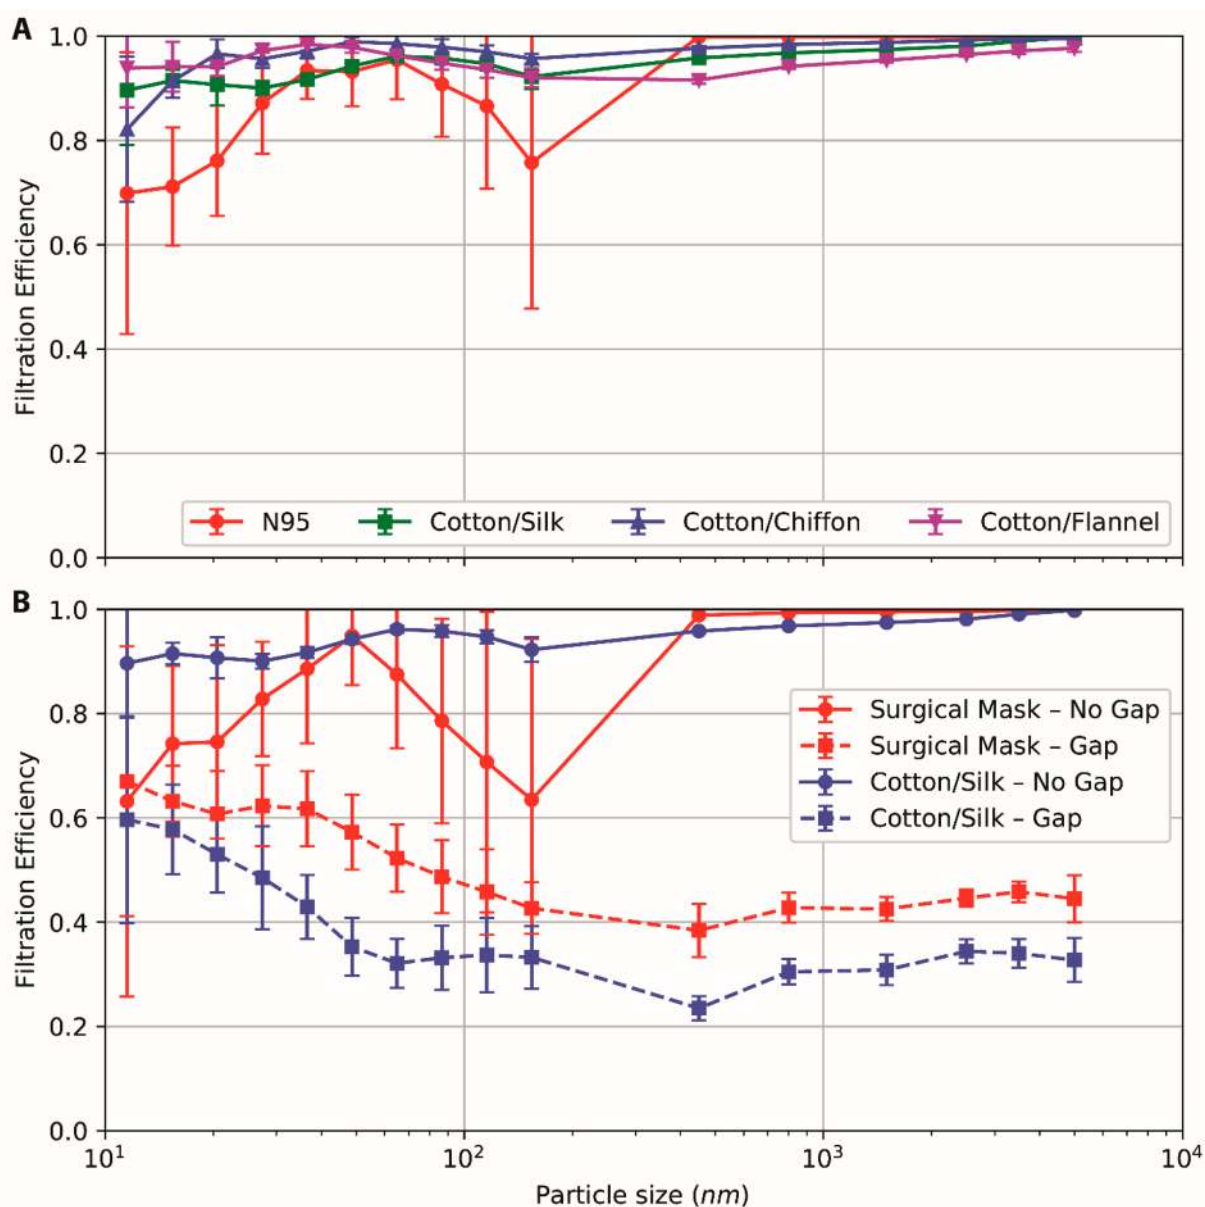 A
1.0
0.8
0.6
0.4
0.2
0.0
Filtration Efficiency
N95 Cotton/Silk Cotton/Chiffon Cotton/Flannel
B
1.0
0.8
0.6
0.4
0.2
0.0
Filtration Efficiency
Surgical Mask – No Gap
Surgical Mask – Gap
Cotton/Silk – No Gap
Cotton/Silk – Gap
10¹ 10² 10³ 10⁴
Particle size (nm)